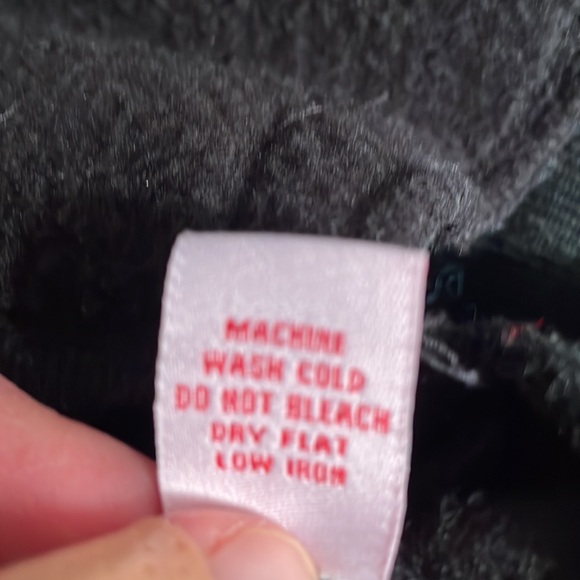 MACHINE
WASH COLD
DO NOT BLEACH
DRY FLAT
LOW IRON